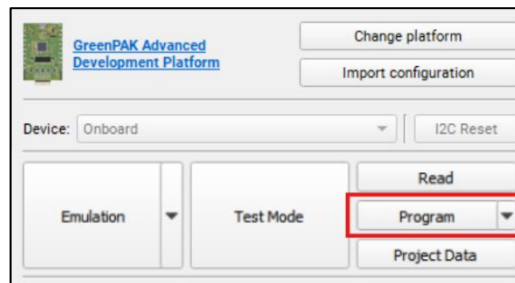 GreenPAK Advanced
Development Platform
Change platform
Import configuration
Device: Onboard
I2C Reset
Emulation
Test Mode
Read
Program
Project Data